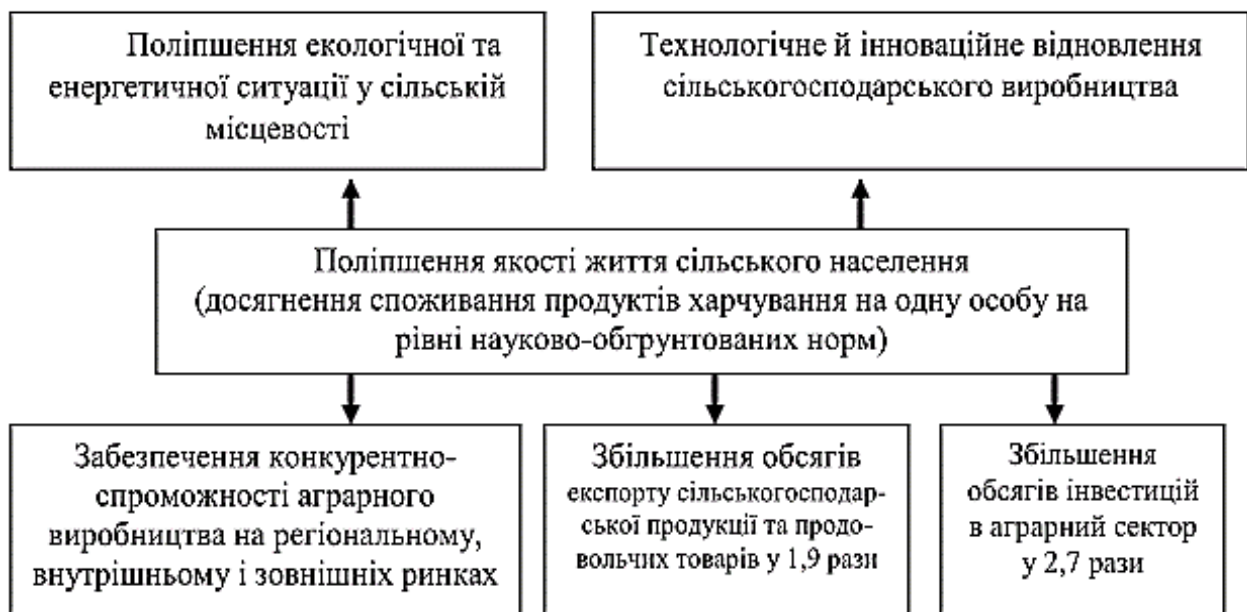 Поліпшення екологічної та
енергетичної ситуації у сільській
місцевості
Технологічне й інноваційне відновлення
сільськогосподарського виробництва
Поліпшення якості життя сільського населення
(досягнення споживання продуктів харчування на одну особу на
рівні науково-обгрунтованих норм)
Забезпечення конкурентно-
спроможності аграрного
виробництва на регіональному,
внутрішньому і зовнішніх ринках
Збільшення обсягів
експорту сільськогосподар-
ської продукції та продо-
вольчих товарів у 1,9 рази
Збільшення
обсягів інвестицій
в аграрний сектор
у 2,7 рази